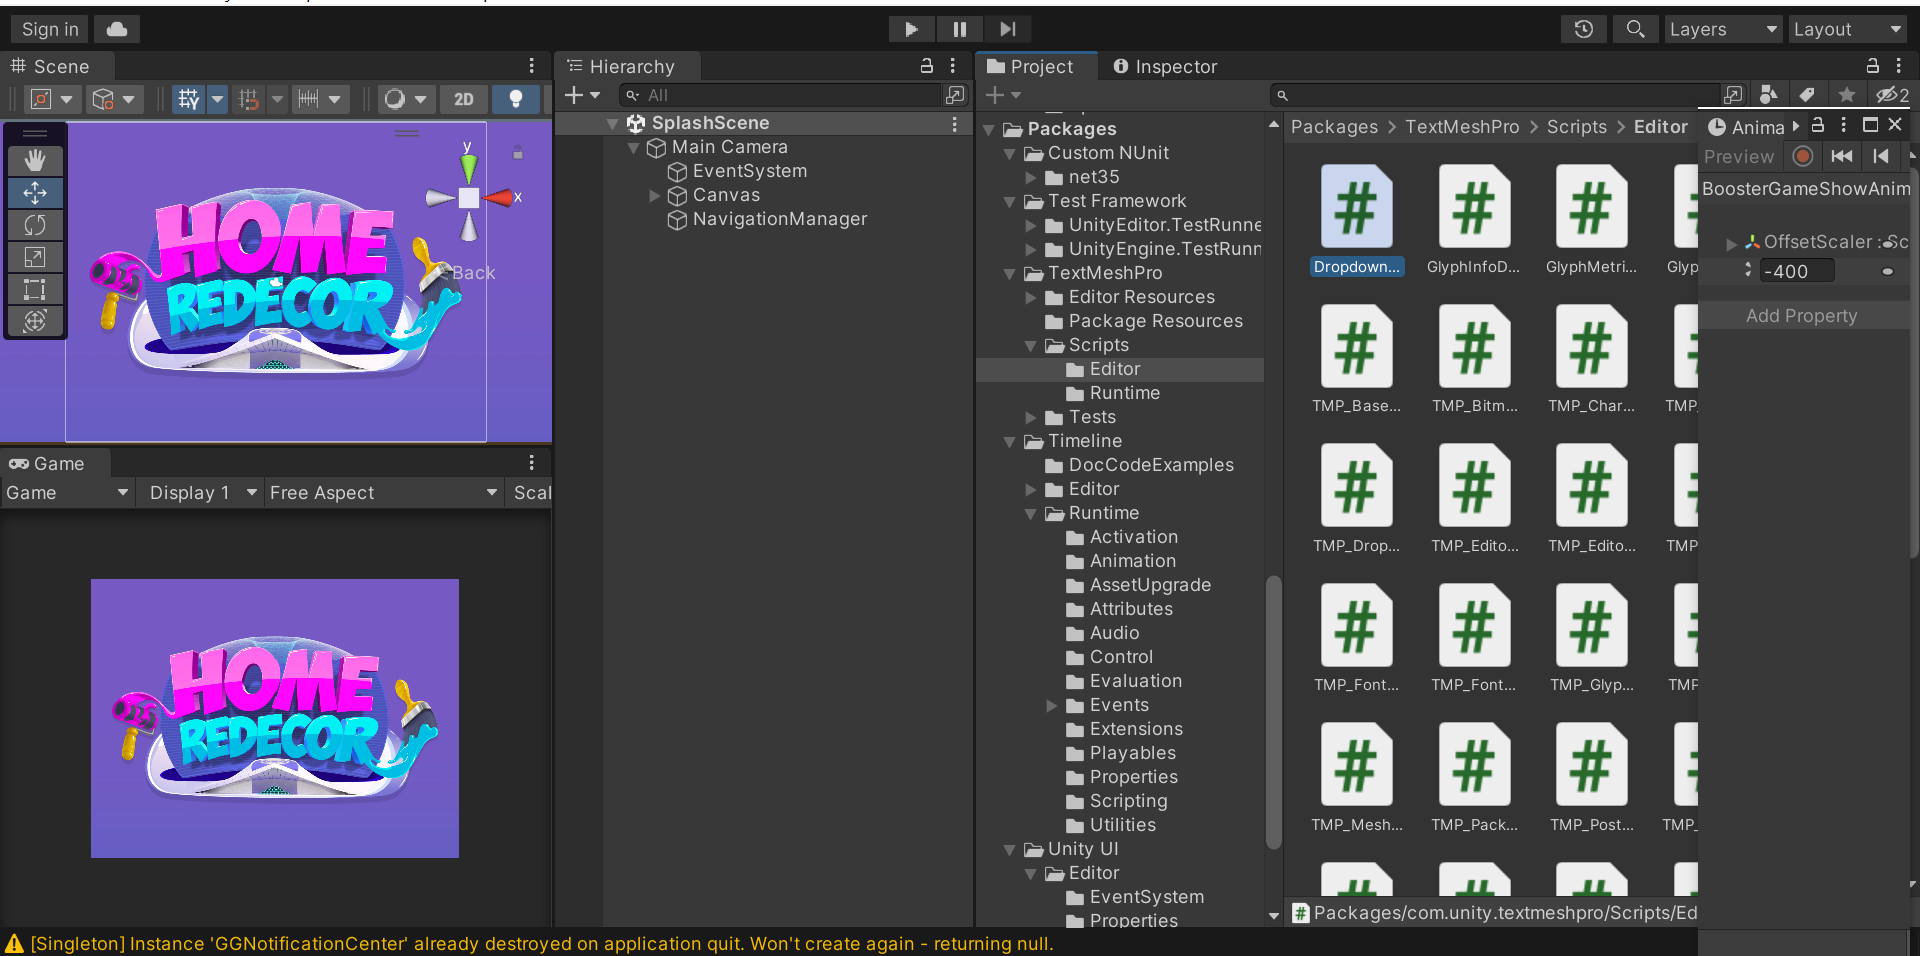 Sign in
Layers
Layout
Scene
2D
HOME
REDECOR
y
x
Back
Game
Game
Display 1
Free Aspect
Scal
HOME
REDECOR
Hierarchy
All
SplashScene
Main Camera
EventSystem
Canvas
NavigationManager
Project
Inspector
2
Packages
Custom NUnit
net35
Test Framework
UnityEditor.TestRunne
UnityEngine.TestRunn
TextMeshPro
Editor Resources
Package Resources
Scripts
Editor
Runtime
Tests
Timeline
DocCodeExamples
Editor
Runtime
Activation
Animation
AssetUpgrade
Attributes
Audio
Control
Evaluation
Events
Extensions
Playables
Properties
Scripting
Utilities
Unity UI
Editor
EventSystem
Properties
Packages > TextMeshPro > Scripts > Editor
Dropdown... GlyphInfoD... GlyphMetri... Glyp
TMP_Base... TMP_Bitm... TMP_Char... TMP_
TMP_Drop... TMP_Edito... TMP_Edito... TMP
TMP_Font... TMP_Font... TMP_Glyp... TMP
TMP_Mesh... TMP_Pack... TMP_Post... TMP_
Packages/com.unity.textmeshpro/Scripts/Ed
Anima
Preview
BoosterGameShowAnim
OffsetScaler : Sc
-400
Add Property
[Singleton] Instance 'GGNotificationCenter' already destroyed on application quit. Won't create again - returning null.